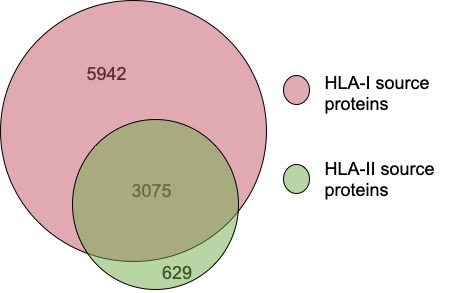 5942
HLA-I source
proteins
HLA-II source
proteins
3075
629